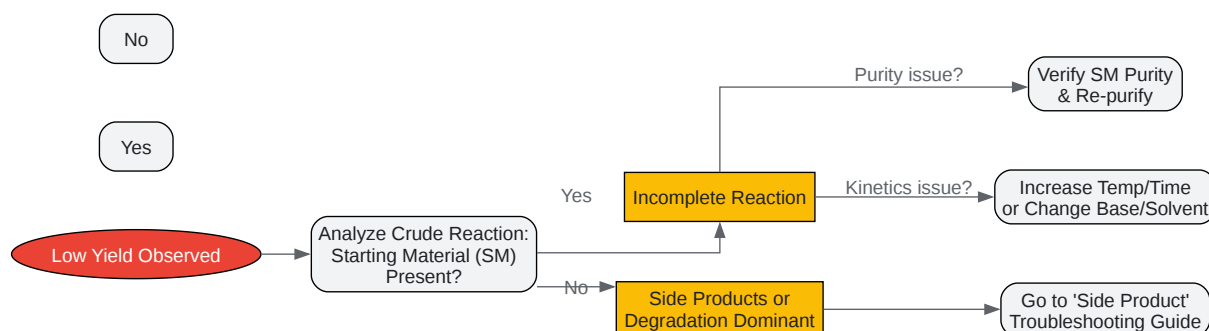 No
Yes
Low Yield Observed
Analyze Crude Reaction:
Starting Material (SM)
Present?
Yes
No
Incomplete Reaction
Side Products or
Degradation Dominant
Purity issue?
Kinetics issue?
Verify SM Purity
& Re-purify
Increase Temp/Time
or Change Base/Solvent
Go to 'Side Product'
Troubleshooting Guide